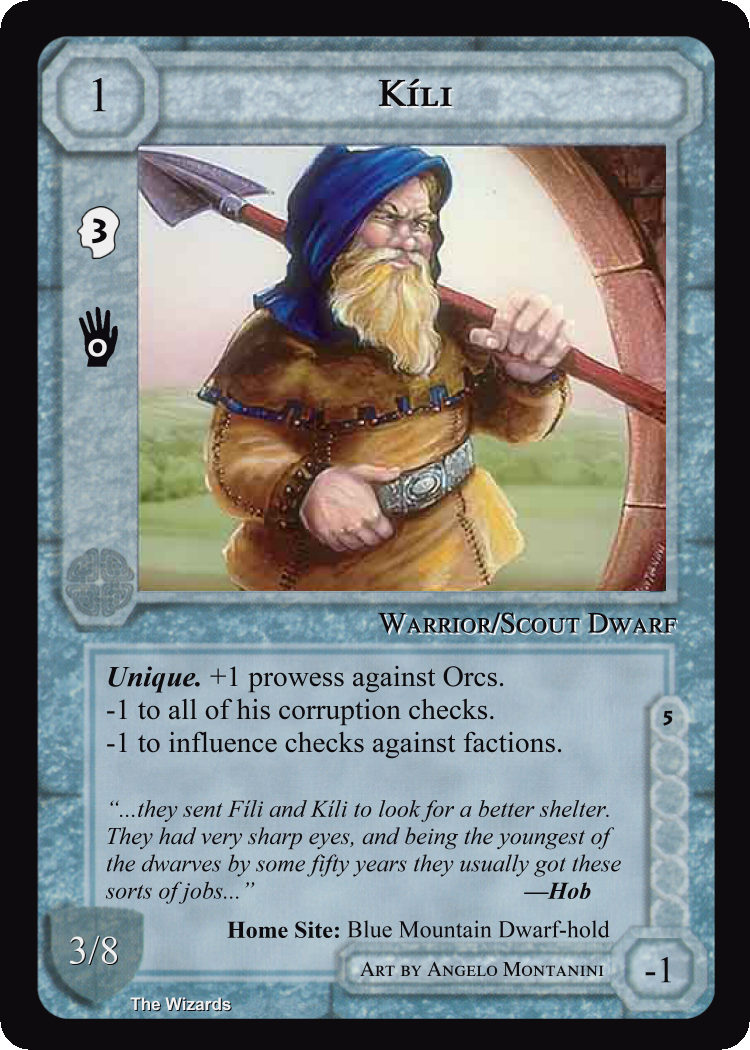 1
Kíli
3
0
Warrior/Scout Dwarf
Unique. +1 prowess against Orcs.
-1 to all of his corruption checks.
-1 to influence checks against factions.
5
“...they sent Fíli and Kíli to look for a better shelter.
They had very sharp eyes, and being the youngest of
the dwarves by some fifty years they usually got these
sorts of jobs...” —Hob
Home Site: Blue Mountain Dwarf-hold
3/8
Art by Angelo Montanini
-1
The Wizards